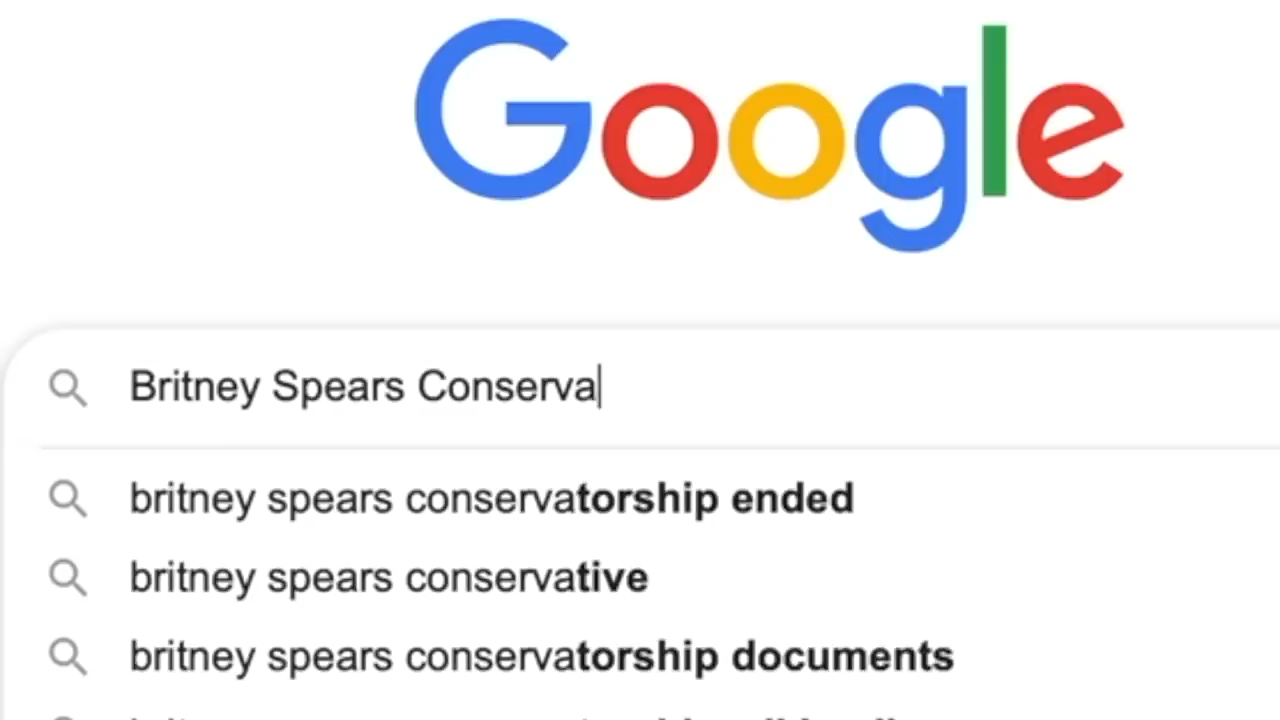 Google
Britney Spears Conserva
britney spears conservatorship ended
britney spears conservative
britney spears conservatorship documents